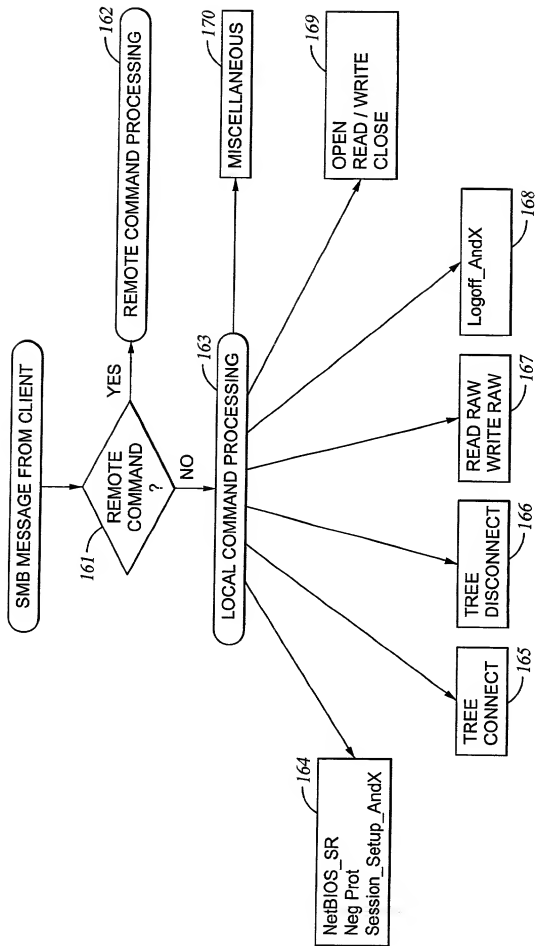 SMB MESSAGE FROM CLIENT
161
REMOTE
COMMAND
?
YES
162
REMOTE COMMAND PROCESSING
NO
163
LOCAL COMMAND PROCESSING
170
MISCELLANEOUS
164
NetBIOS_SR
Neg Prot
Session_Setup_AndX
TREE
CONNECT
165
TREE
DISCONNECT
166
READ RAW
WRITE RAW
167
Logoff_AndX
168
169
OPEN
READ / WRITE
CLOSE